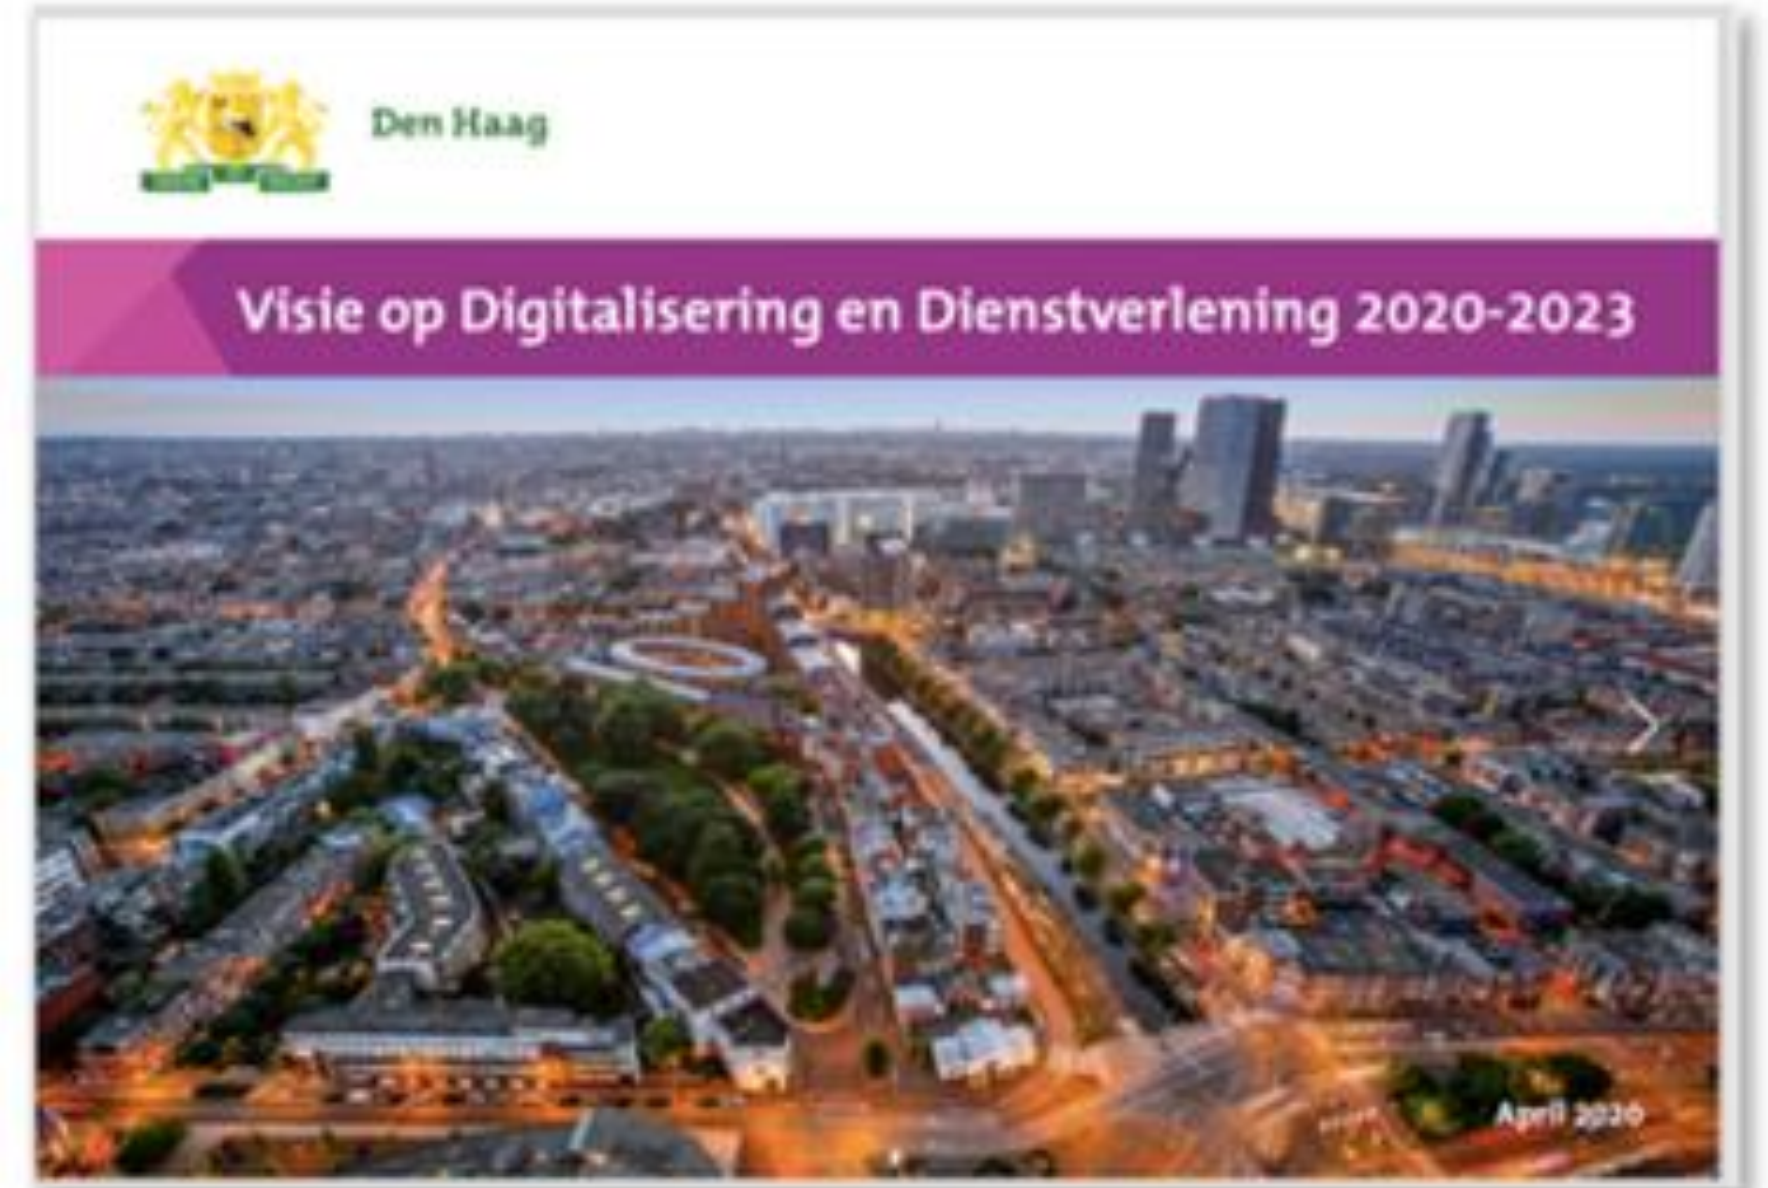 Den Haag
Visie op Digitalisering en Dienstverlening 2020-2023
April 2020